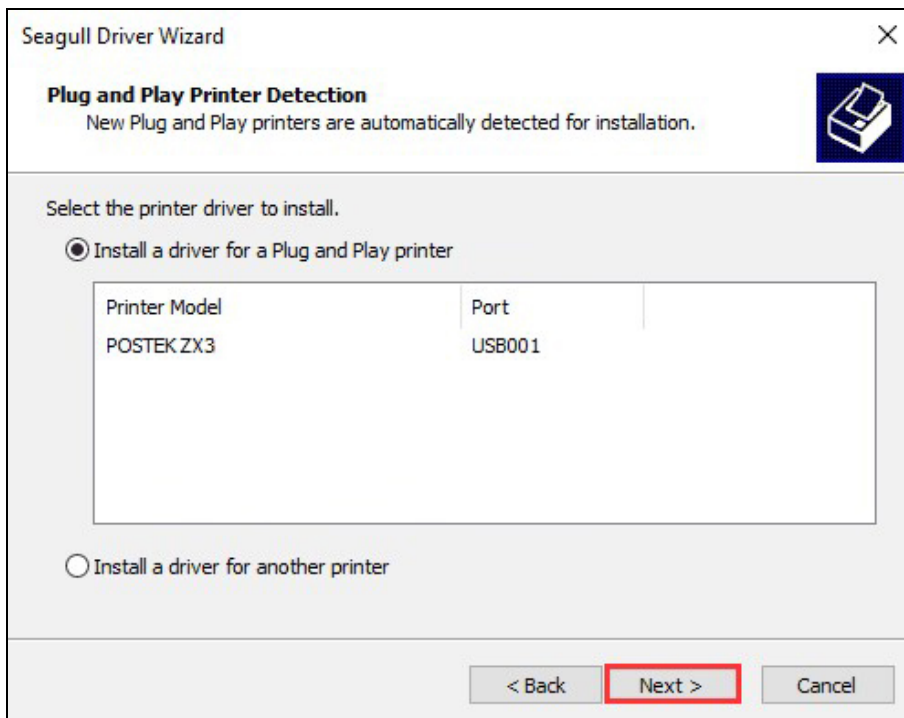 Seagull Driver Wizard
Plug and Play Printer Detection
New Plug and Play printers are automatically detected for installation.
Select the printer driver to install.
Install a driver for a Plug and Play printer
Printer Model Port
POSTEK ZX3 USB001
Install a driver for another printer
< Back Next > Cancel